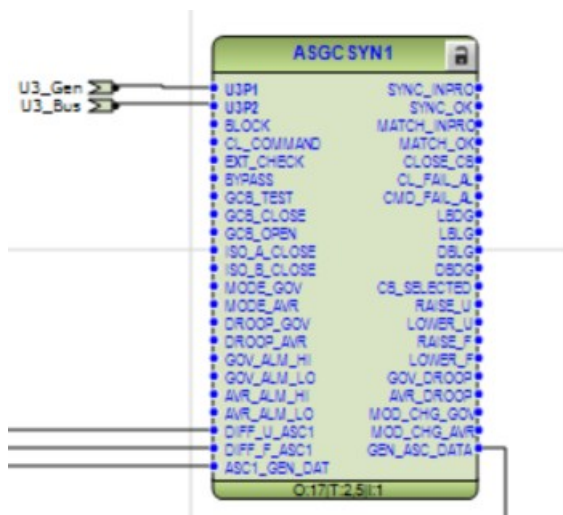 ASGCSYN1
U3_Gen
U3_Bus
U3P1 SYNC_INPRO
U3P2 SYNC_OK
BLOCK MATCH_INPRO
CL_COMMAND MATCH_OK
EXT_CHECK CLOSE_CB
BYPASS CL_FAIL_AL
GCB_TEST CMD_FAIL_AL
GCB_CLOSE LBDG
GCB_OPEN LBLG
ISO_A_CLOSE DBLG
ISO_B_CLOSE DBDG
MODE_GOV CB_SELECTED
MODE_AVR RAISE_U
DROOP_GOV LOWER_U
DROOP_AVR RAISE_F
GOV_ALM_HI LOWER_F
GOV_ALM_LO GOV_DROOP
AVR_ALM_HI AVR_DROOP
AVR_ALM_LO MOD_CHG_GOV
DIFF_U_ASC1 MOD_CHG_AVR
DIFF_F_ASC1 GEN_ASC_DATA
ASC1_GEN_DAT
O:17|T:2,5|I:1